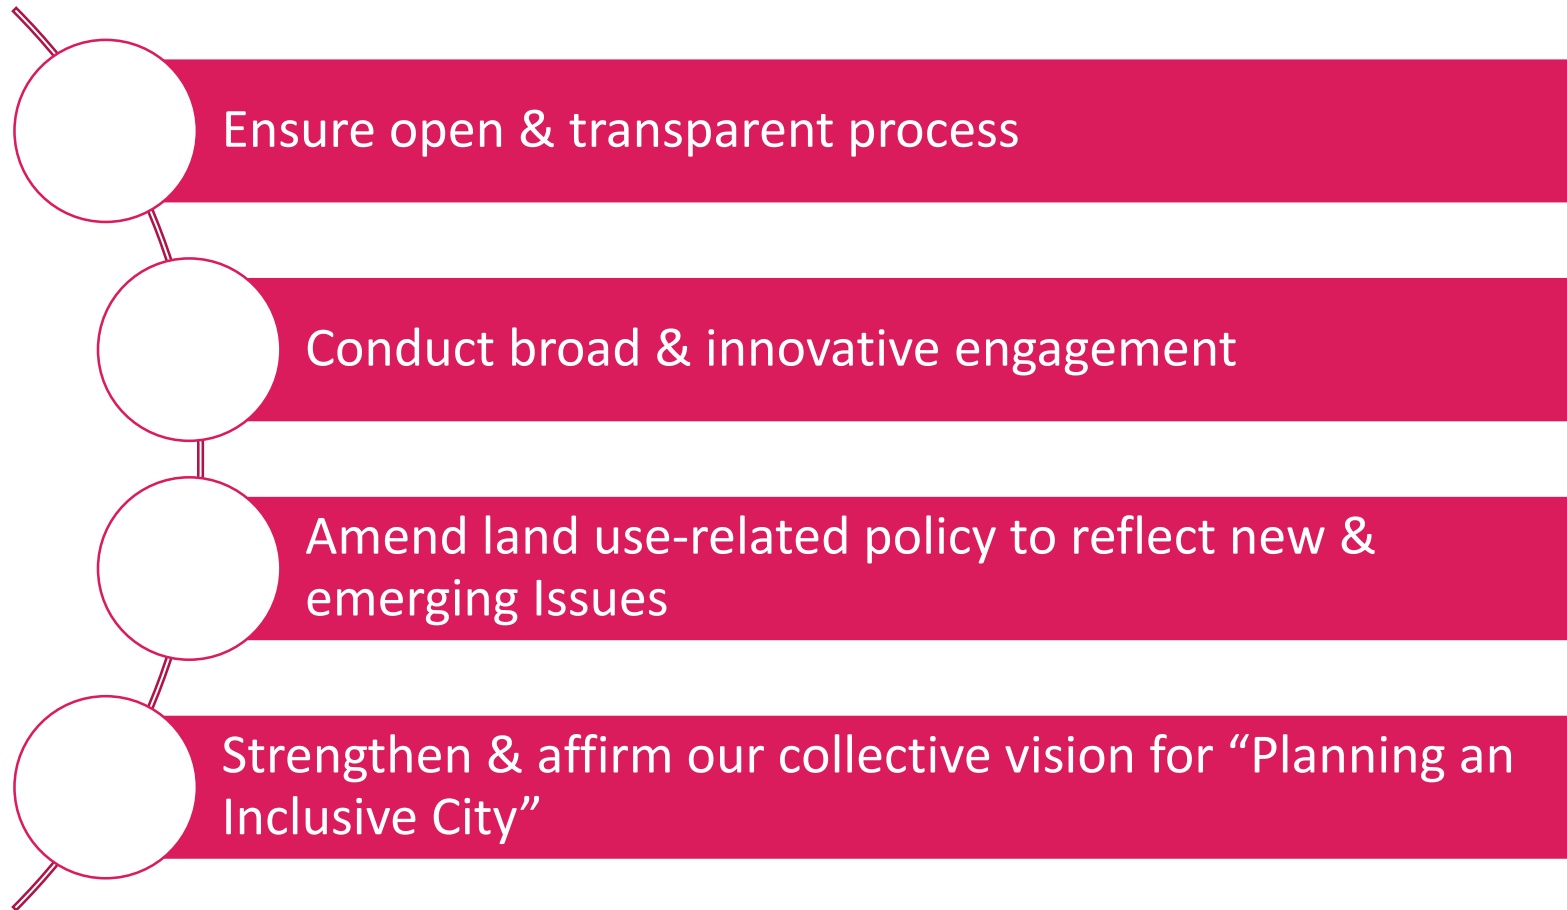 Ensure open & transparent process
Conduct broad & innovative engagement
Amend land use-related policy to reflect new &
emerging Issues
Strengthen & affirm our collective vision for “Planning an
Inclusive City”